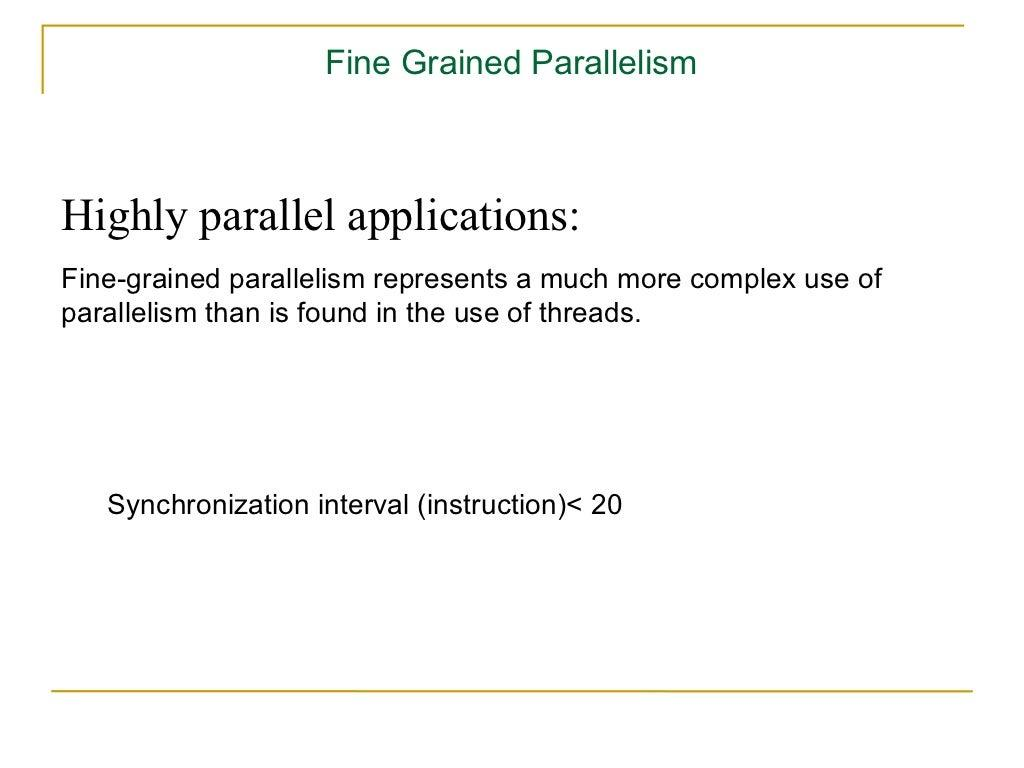 Fine Grained Parallelism
Highly parallel applications:
Fine-grained parallelism represents a much more complex use of
parallelism than is found in the use of threads.
Synchronization interval (instruction)< 20